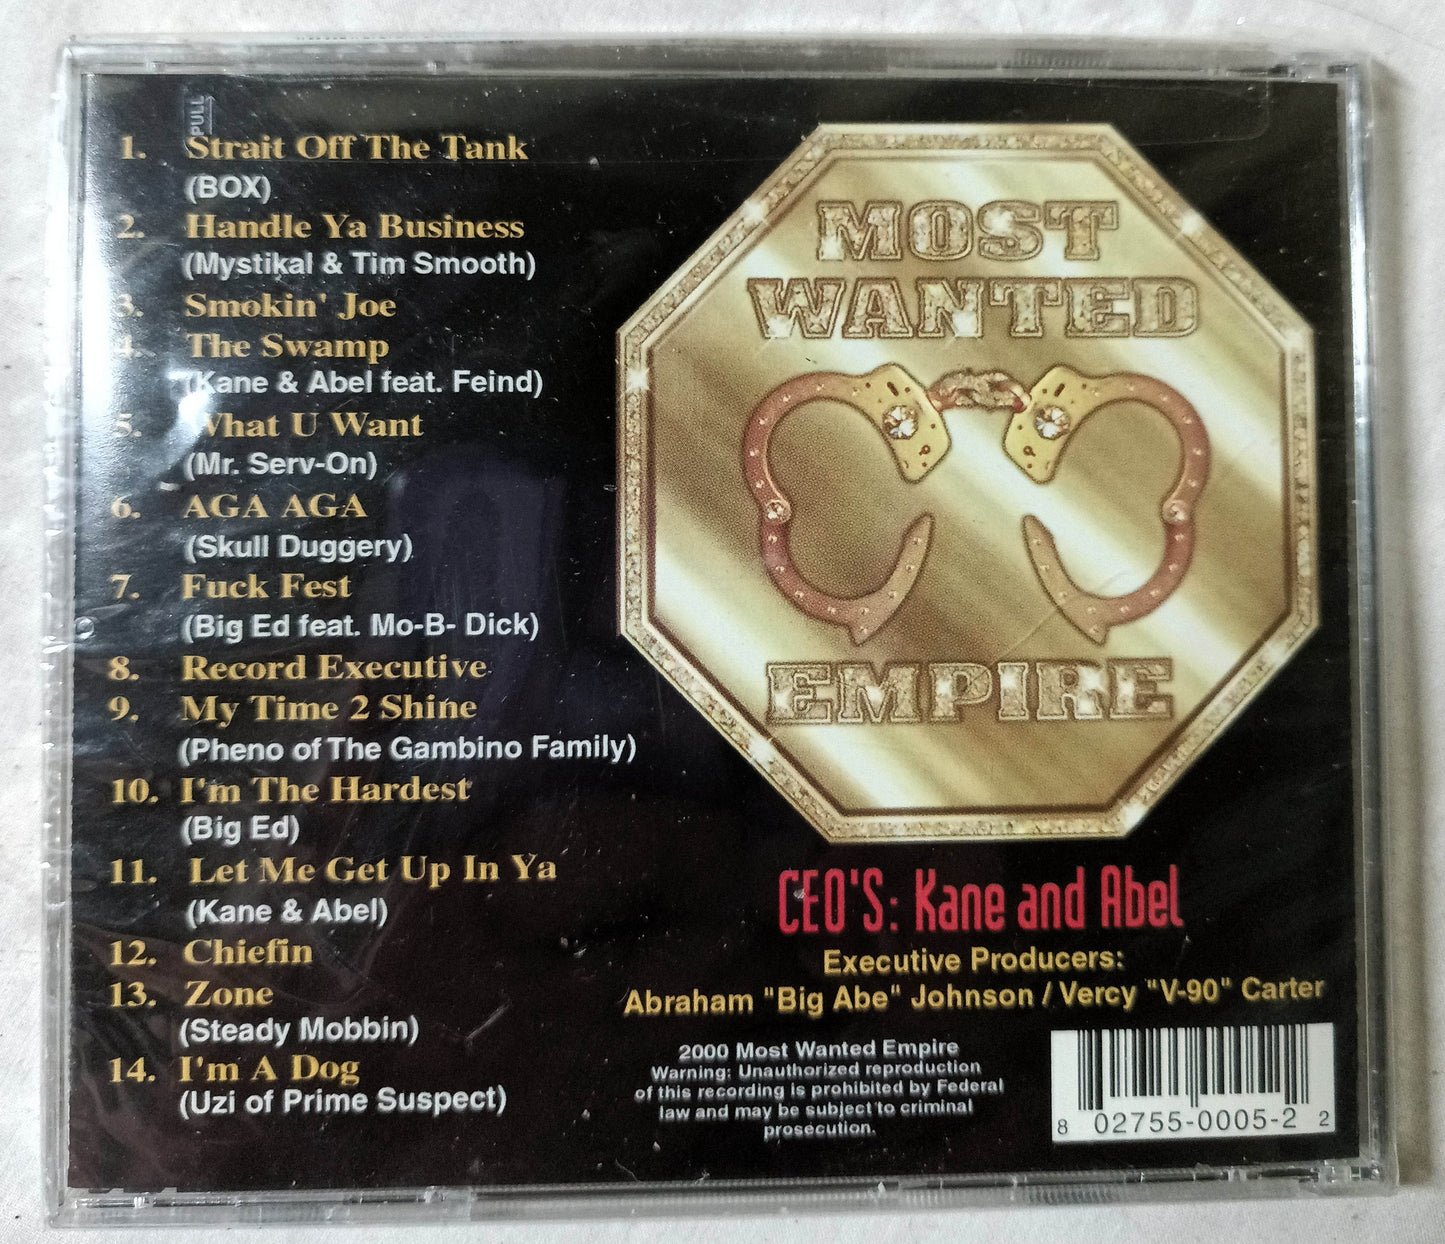 PULL
1. Strait Off The Tank
(BOX)
2. Handle Ya Business
(Mystikal & Tim Smooth)
3. Smokin' Joe
4. The Swamp
(Kane & Abel feat. Feind)
5. What U Want
(Mr. Serv-On)
6. AGA AGA
(Skull Duggery)
7. Fuck Fest
(Big Ed feat. Mo-B- Dick)
8. Record Executive
9. My Time 2 Shine
(Pheno of The Gambino Family)
10. I'm The Hardest
(Big Ed)
11. Let Me Get Up In Ya
(Kane & Abel)
12. Chiefin
13. Zone
(Steady Mobbin)
14. I'm A Dog
(Uzi of Prime Suspect)
MOST
WANTED
EMPIRE
CEO'S: Kane and Abel
Executive Producers:
Abraham "Big Abe" Johnson / Vercy "V-90" Carter
2000 Most Wanted Empire
Warning: Unauthorized reproduction
of this recording is prohibited by Federal
law and may be subject to criminal
prosecution.
8 02755-0005-2 2